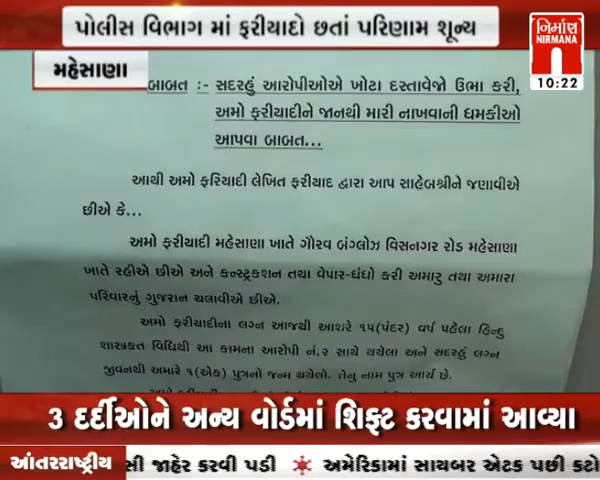 પોલીસ વિભાગ માં ફરીયાદો છતાં પરિણામ શૂન્ય
નિર્માણ
NIRMANA
10:22
મહેસાણા
બાબત :- સદરહું આરોપીઓએ ખોટા દસ્તાવેજો ઉભા કરી,
અમો ફરીયાદીને જાનથી મારી નાખવાની ધમકીઓ
આપવા બાબત...
આથી અમો ફરિયાદી લેખિત ફરીયાદ દ્વારા આપ સાહેબશ્રીને જણાવીએ
છીએ કે...
અમો ફરીયાદી મહેસાણા ખાતે ગૌરવ બંગ્લોઝ વિસનગર રોડ મહેસાણા
ખાતે રહીએ છીએ અને કન્સ્ટ્રકશન તથા વેપાર-ધંધો કરી અમારુ તથા અમારા
પરિવારનું ગુજરાન ચલાવીએ છીએ.
અમો ફરીયાદીના લગ્ન આજથી આશરે ૧૫(પંદર) વર્ષ પહેલા હિન્દુ
શાસ્ત્રકત વિધિથી આ કામના આરોપી નં.૨ સાથે થયેલા અને સદરહું લગ્ન
જીવનથી અમારે ૧(એક) પુત્રનો જન્મ થયેલો. તેનુ નામ પુત્ર આર્ય છે.
3 દર્દીઓને અન્ય વોર્ડમાં શિફ્ટ કરવામાં આવ્યા
આંતરરાષ્ટ્રીય
સી જાહેર કરવી પડી ✱ અમેરિકામાં સાયબર એટક પછી કટો